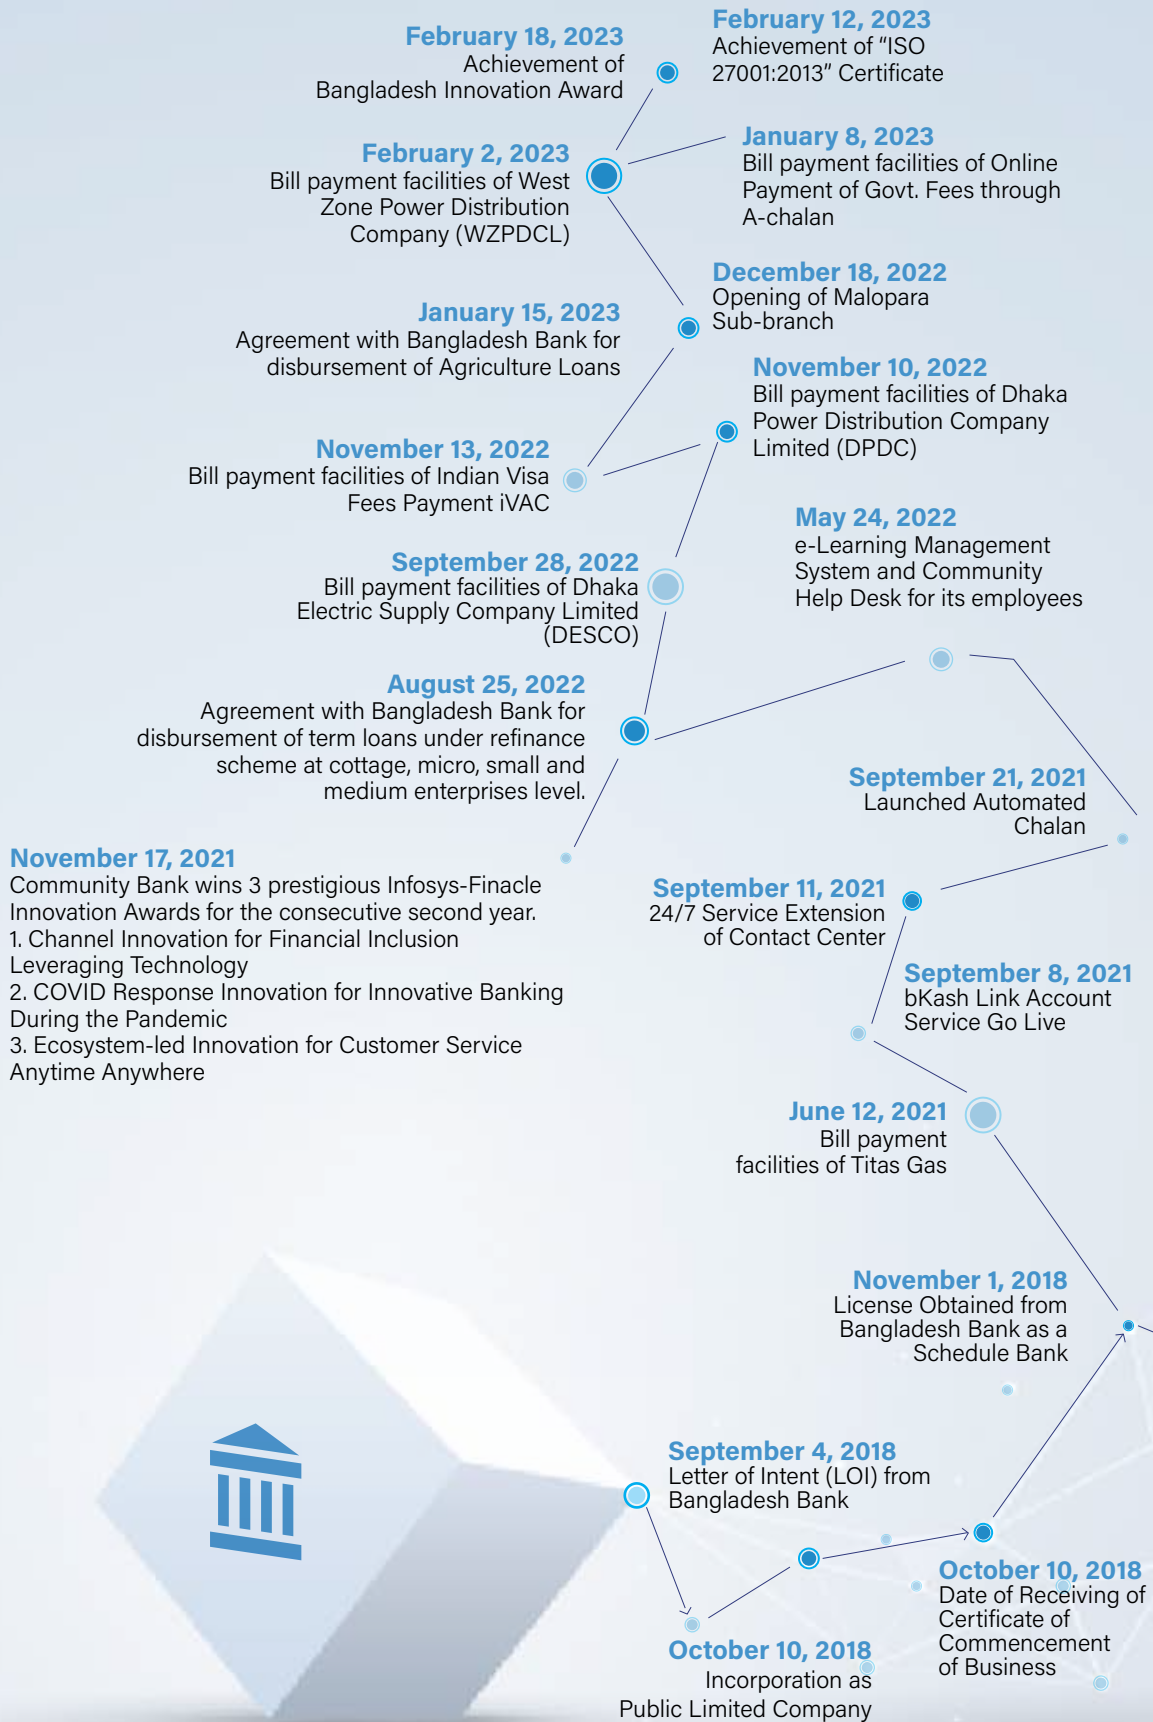 February 18, 2023
Achievement of
Bangladesh Innovation Award
February 12, 2023
Achievement of “ISO
27001:2013” Certificate
February 2, 2023
Bill payment facilities of West
Zone Power Distribution
Company (WZPDCL)
January 8, 2023
Bill payment facilities of Online
Payment of Govt. Fees through
A-chalan
January 15, 2023
Agreement with Bangladesh Bank for
disbursement of Agriculture Loans
December 18, 2022
Opening of Malopara
Sub-branch
November 13, 2022
Bill payment facilities of Indian Visa
Fees Payment iVAC
November 10, 2022
Bill payment facilities of Dhaka
Power Distribution Company
Limited (DPDC)
September 28, 2022
Bill payment facilities of Dhaka
Electric Supply Company Limited
(DESCO)
May 24, 2022
e-Learning Management
System and Community
Help Desk for its employees
August 25, 2022
Agreement with Bangladesh Bank for
disbursement of term loans under refinance
scheme at cottage, micro, small and
medium enterprises level.
September 21, 2021
Launched Automated
Chalan
November 17, 2021
Community Bank wins 3 prestigious Infosys-Finacle
Innovation Awards for the consecutive second year.
1. Channel Innovation for Financial Inclusion
Leveraging Technology
2. COVID Response Innovation for Innovative Banking
During the Pandemic
3. Ecosystem-led Innovation for Customer Service
Anytime Anywhere
September 11, 2021
24/7 Service Extension
of Contact Center
September 8, 2021
bKash Link Account
Service Go Live
June 12, 2021
Bill payment
facilities of Titas Gas
November 1, 2018
License Obtained from
Bangladesh Bank as a
Schedule Bank
September 4, 2018
Letter of Intent (LOI) from
Bangladesh Bank
October 10, 2018
Date of Receiving of
Certificate of
Commencement
of Business
October 10, 2018
Incorporation as
Public Limited Company